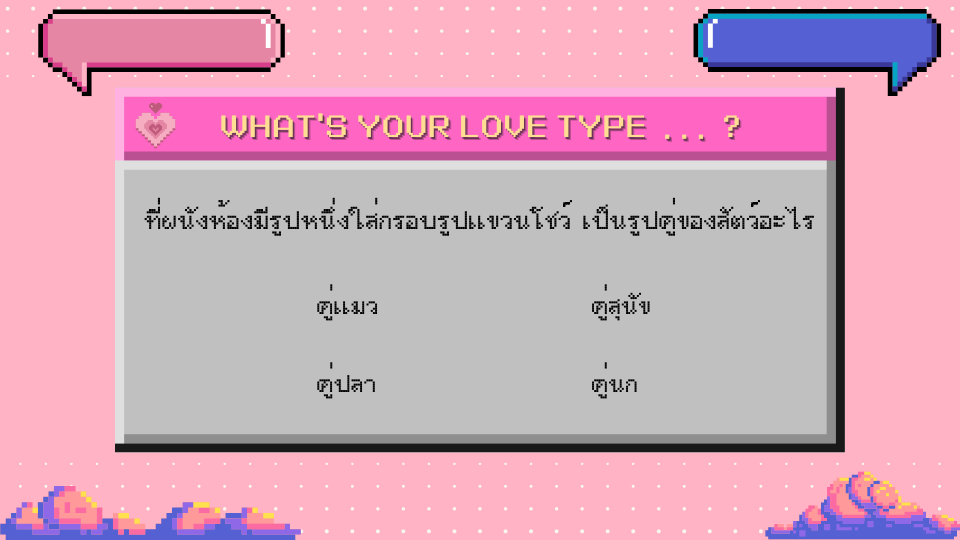 WHAT'S YOUR LOVE TYPE ... ?
ที่ผนังห้องมีรูปหนึ่งใส่กรอบรูปแขวนโชว์ เป็นรูปคู่ของสัตว์อะไร
คู่แมว
คู่สุนัข
คู่ปลา
คู่นก